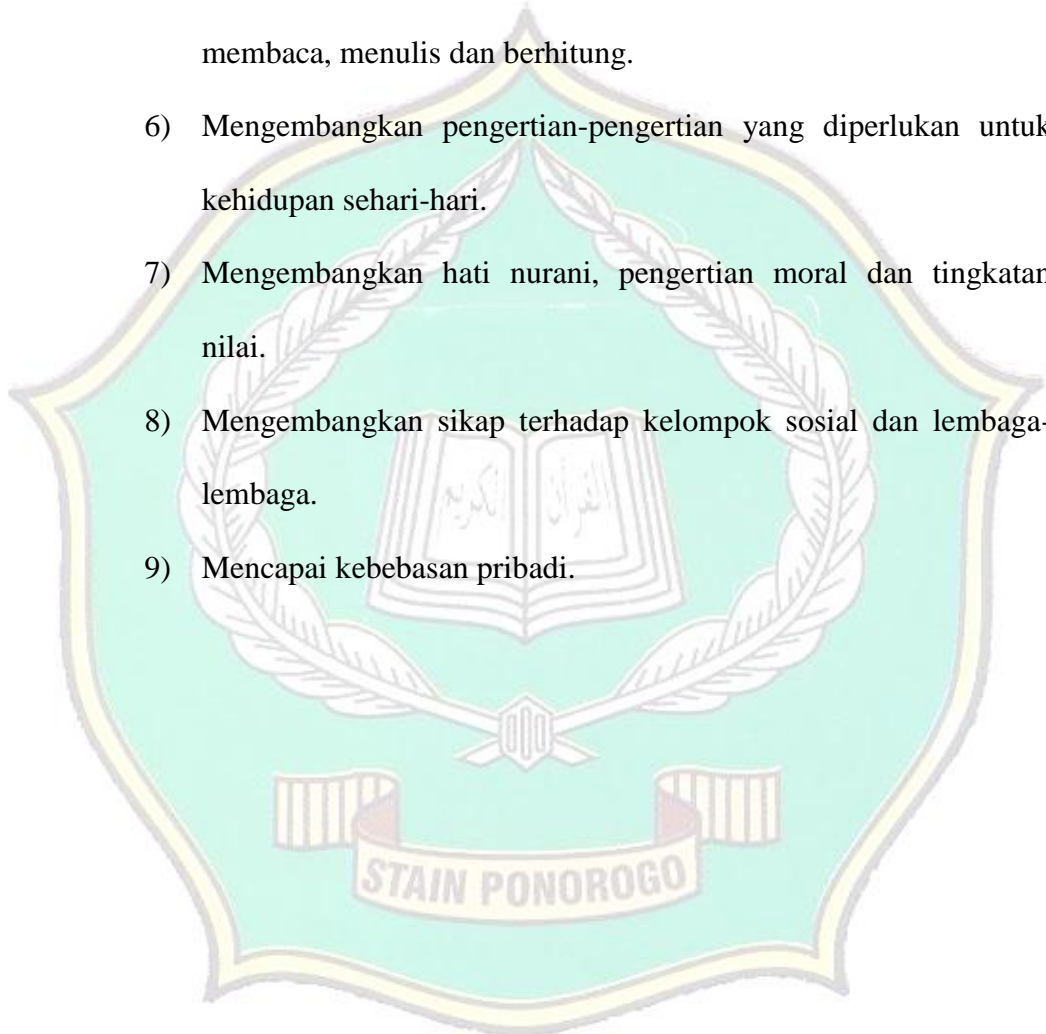 membaca, menulis dan berhitung.
6) Mengembangkan pengertian-pengertian yang diperlukan untuk
kehidupan sehari-hari.
7) Mengembangkan hati nurani, pengertian moral dan tingkatan
nilai.
8) Mengembangkan sikap terhadap kelompok sosial dan lembaga-
lembaga.
9) Mencapai kebebasan pribadi.
القرآن الكريم
STAIN PONOROGO